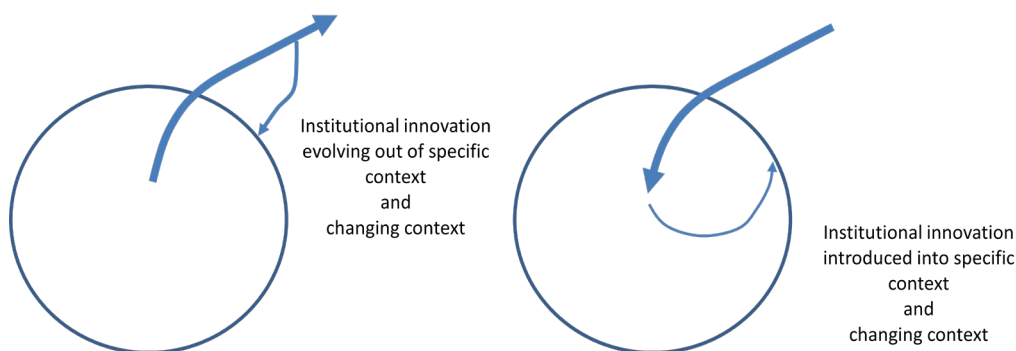 Institutional innovation
evolving out of specific
context
and
changing context
Institutional innovation
introduced into specific
context
and
changing context